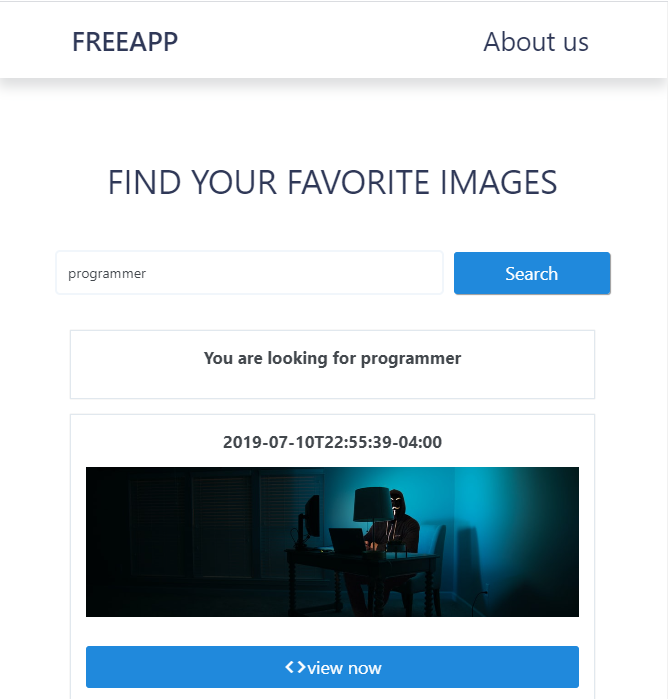 FREEAPP About us
FIND YOUR FAVORITE IMAGES
programmer Search
You are looking for programmer
2019-07-10T22:55:39-04:00
<>view now